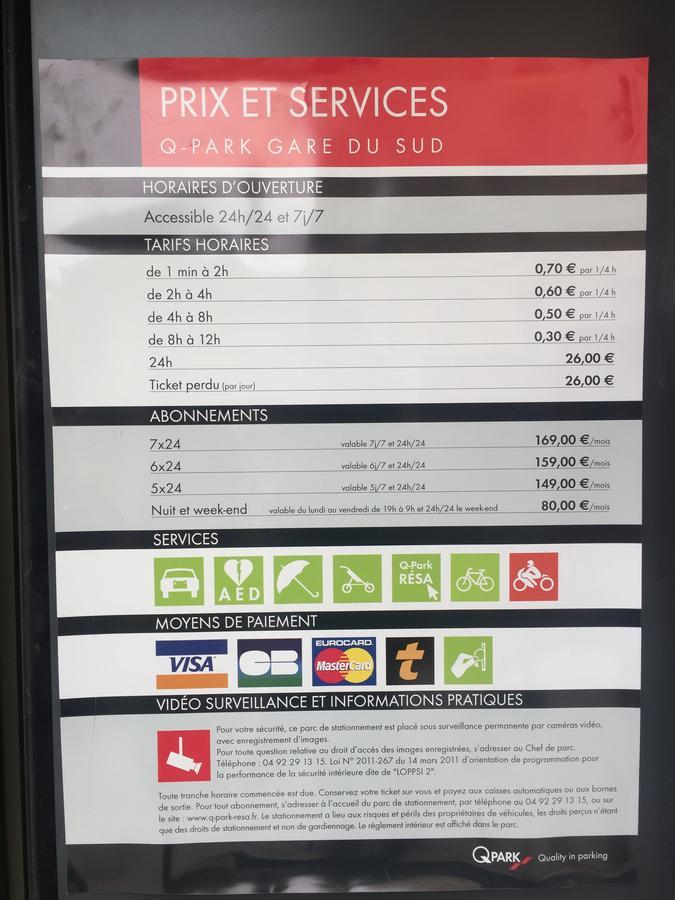 PRIX ET SERVICES
Q-PARK GARE DU SUD
HORAIRES D'OUVERTURE
Accessible 24h/24 et 7j/7
TARIFS HORAIRES
de 1 min à 2h 0,70 € par 1/4 h
de 2h à 4h 0,60 € par 1/4 h
de 4h à 8h 0,50 € par 1/4 h
de 8h à 12h 0,30 € par 1/4 h
24h 26,00 €
Ticket perdu (par jour) 26,00 €
ABONNEMENTS
7x24 valable 7j/7 et 24h/24 169,00 €/mois
6x24 valable 6j/7 et 24h/24 159,00 €/mois
5x24 valable 5j/7 et 24h/24 149,00 €/mois
Nuit et week-end valable du lundi au vendredi de 19h à 9h et 24h/24 le week-end 80,00 €/mois
SERVICES
AED
Q-Park
RÉSA
MOYENS DE PAIEMENT
VISA CB EUROCARD
MasterCard t
VIDÉO SURVEILLANCE ET INFORMATIONS PRATIQUES
Pour votre sécurité, ce parc de stationnement est placé sous surveillance permanente par caméras vidéo,
avec enregistrement d'images.
Pour toute question relative au droit d'accès des images enregistrées, s'adresser au Chef de parc.
Téléphone : 04 92 29 13 15. Loi N° 2011-267 du 14 mars 2011 d'orientation de programmation pour
la performance de la sécurité intérieure dite de "LOPPSI 2".
Toute tranche horaire commencée est due. Conservez votre ticket sur vous et payez aux caisses automatiques ou aux bornes
de sortie. Pour tout abonnement, s'adresser à l'accueil du parc de stationnement, par téléphone au 04 92 29 13 15, ou sur
le site : www.q-park-resa.fr. Le stationnement a lieu aux risques et périls des propriétaires de véhicules, les droits perçus n'étant
que des droits de stationnement et non de gardiennage. Le règlement intérieur est affiché dans le parc.
QPARK Quality in parking